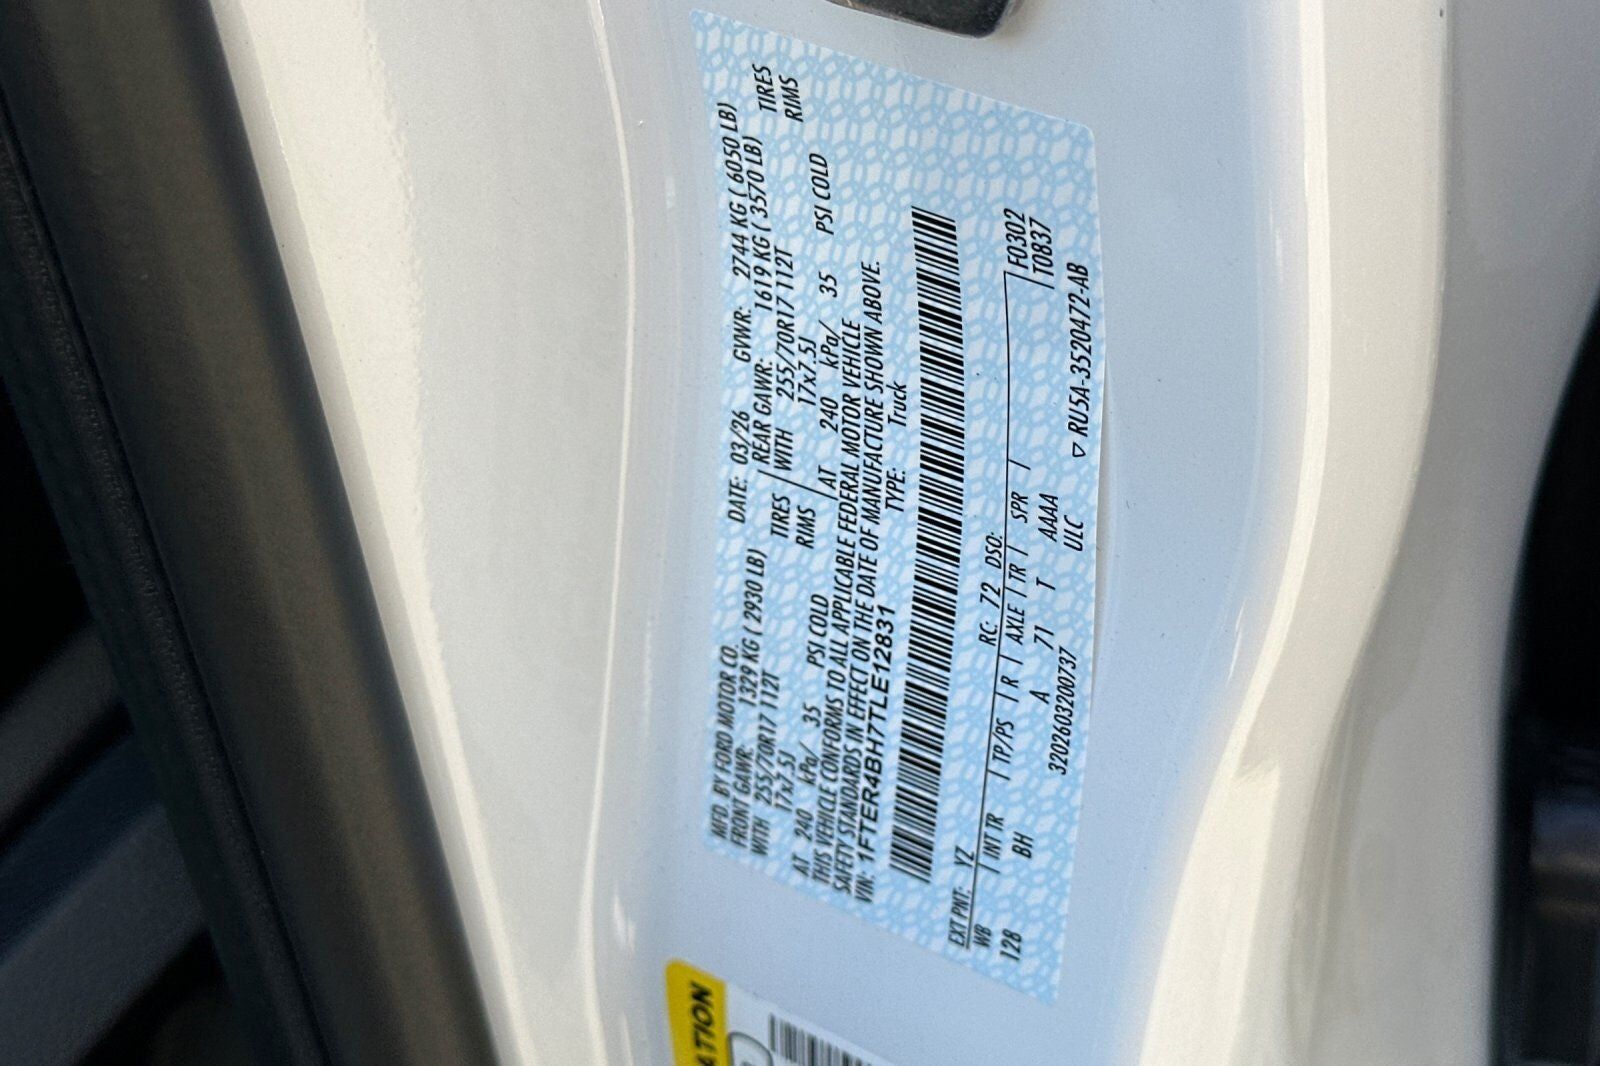 MFD. BY FORD MOTOR CO.
DATE: 03/26 GVWR: 2744 KG ( 6050 LB)
FRONT GAWR: 1329 KG ( 2930 LB) REAR GAWR: 1619 KG ( 3570 LB)
WITH 255/70R17 112T TIRES WITH 255/70R17 112T TIRES
17x7.5J RIMS 17x7.5J RIMS
AT 240 kPa/ 35 PSI COLD AT 240 kPa/ 35 PSI COLD
THIS VEHICLE CONFORMS TO ALL APPLICABLE FEDERAL MOTOR VEHICLE
SAFETY STANDARDS IN EFFECT ON THE DATE OF MANUFACTURE SHOWN ABOVE.
VIN: 1FTER4BH7TLE12831 TYPE: Truck
EXT PNT: YZ RC: 72 DSO:
WB INT TR TP/PS R AXLE TR SPR F0302
128 BH A 71 T AAAA T0837
3202603200737 ULC ▽ RU5A-3520472-AB
ATION